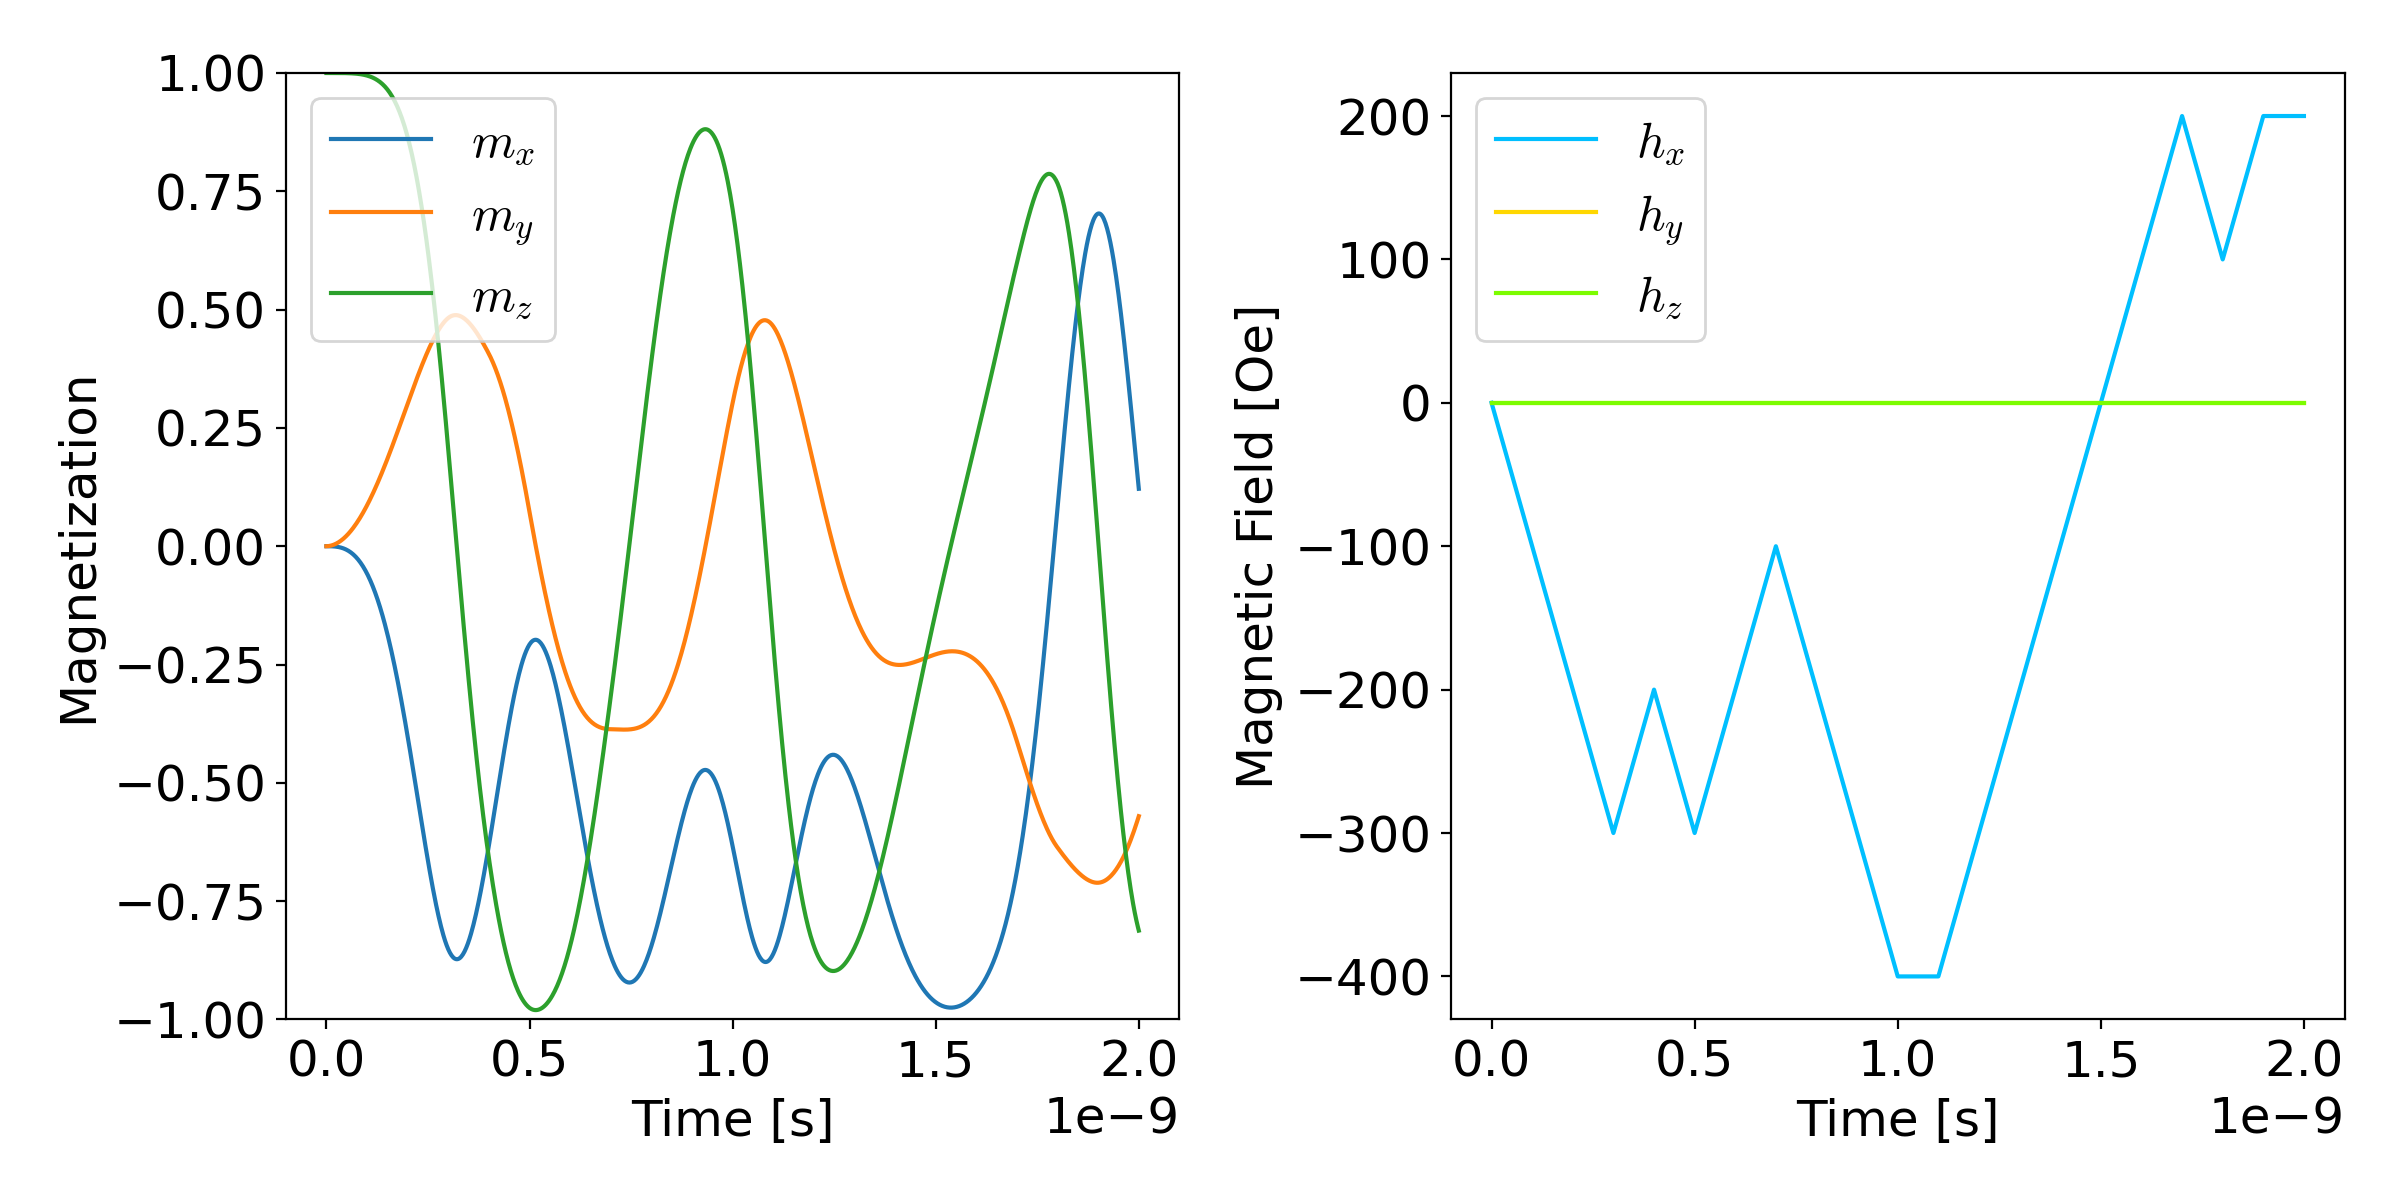 1.00
0.75
0.50
0.25
0.00
−0.25
−0.50
−0.75
−1.00
Magnetization
m_x
m_y
m_z
0.0 0.5 1.0 1.5 2.0
Time [s]
1e−9
200
100
0
−100
−200
−300
−400
Magnetic Field [Oe]
h_x
h_y
h_z
0.0 0.5 1.0 1.5 2.0
Time [s]
1e−9